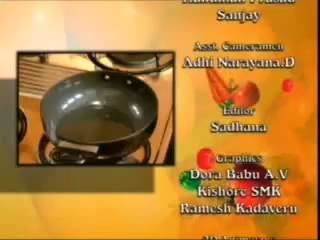 Sanjay
Asst. Cameramen
Adhi Narayana.D
Editor
Sadhana
Graphics
Dora Babu A.V
Kishore SMK
Ramesh Kadaveru